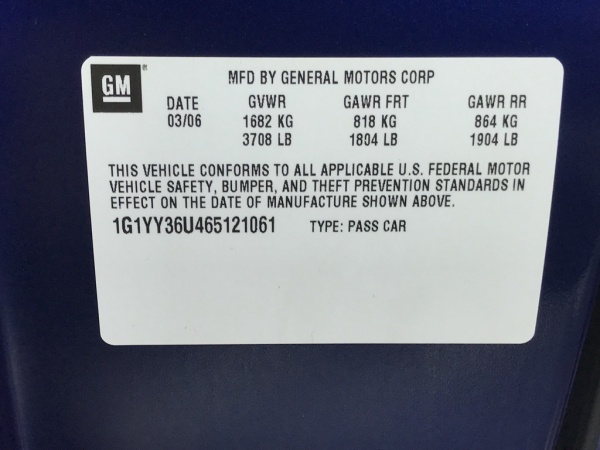 GM ® MFD BY GENERAL MOTORS CORP
DATE GVWR GAWR FRT GAWR RR
03/06 1682 KG 818 KG 864 KG
3708 LB 1804 LB 1904 LB
THIS VEHICLE CONFORMS TO ALL APPLICABLE U.S. FEDERAL MOTOR
VEHICLE SAFETY, BUMPER, AND THEFT PREVENTION STANDARDS IN
EFFECT ON THE DATE OF MANUFACTURE SHOWN ABOVE.
1G1YY36U465121061 TYPE: PASS CAR